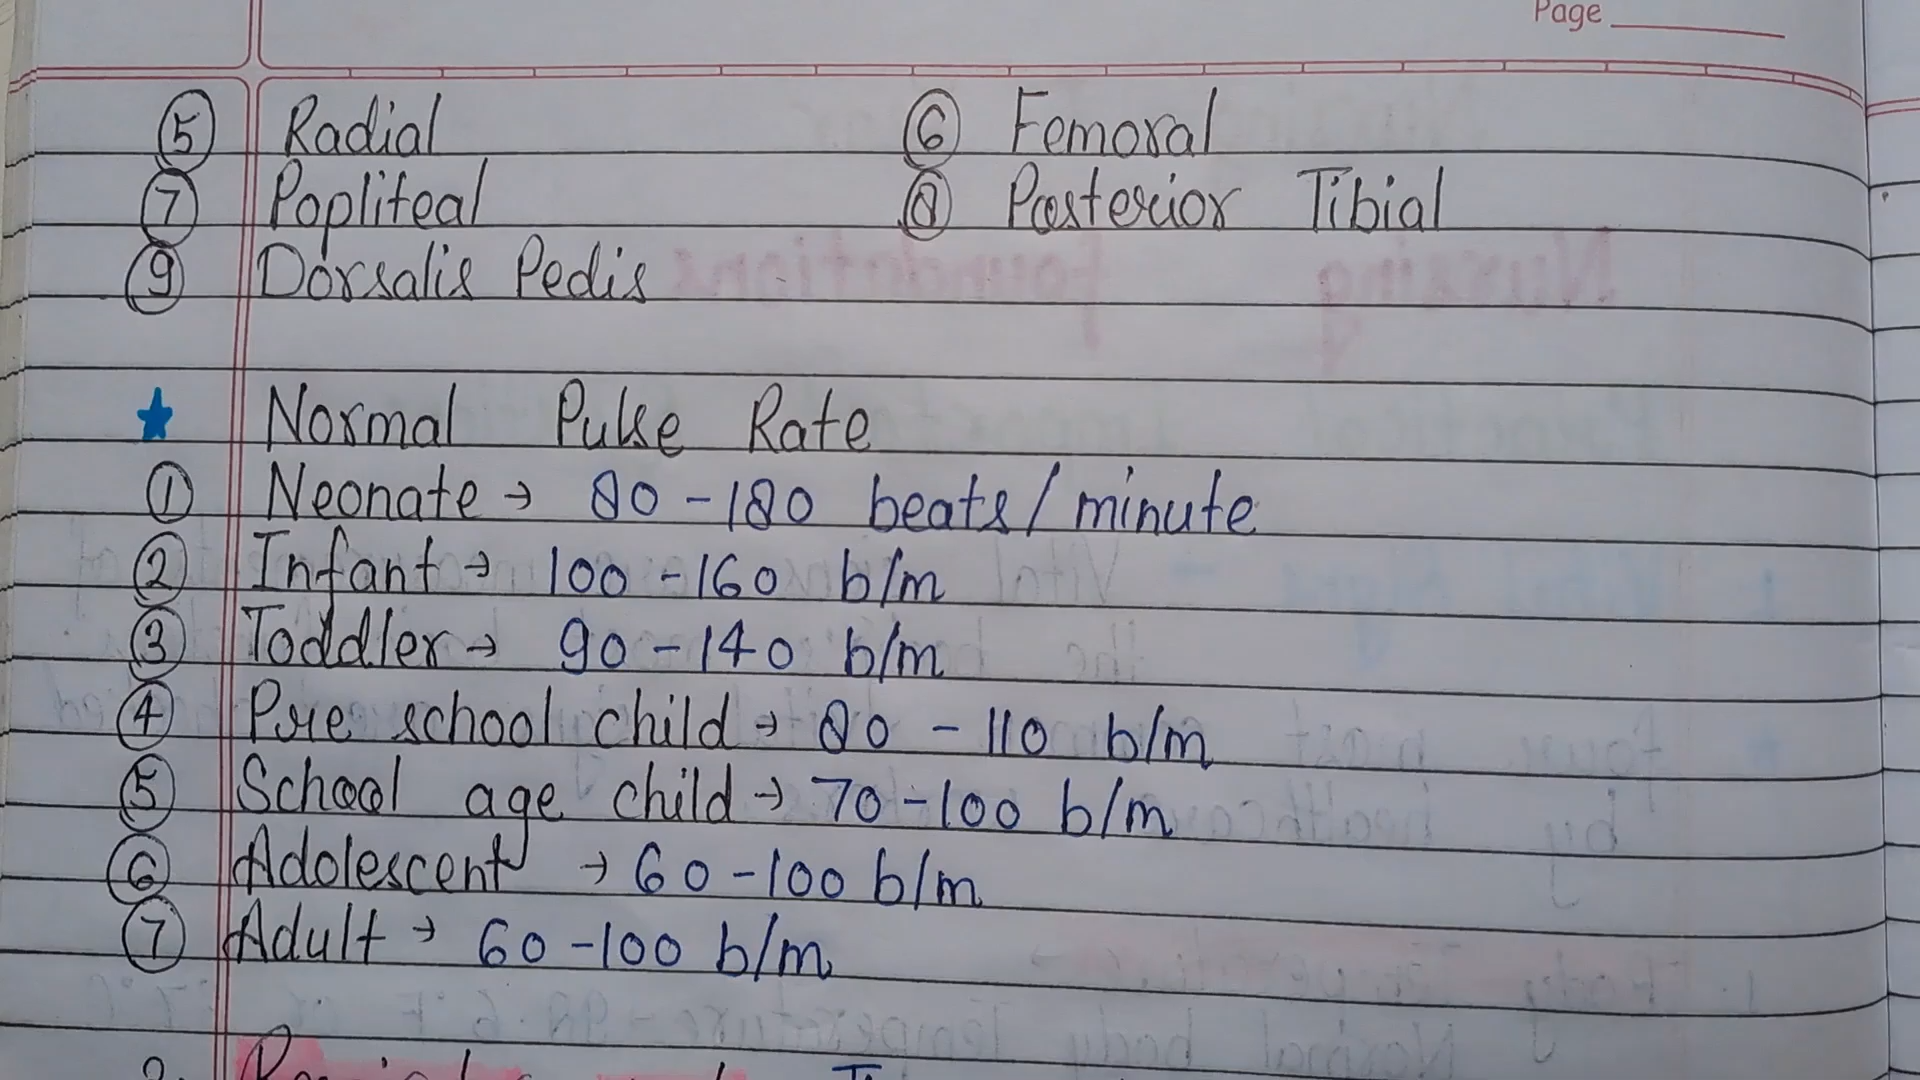 Page
⑤ Radial ⑥ Femoral
⑦ Popliteal ⑧ Posterior Tibial
⑨ Dorsalis Pedis
★ Normal Pulse Rate
① Neonate → 80 - 180 beats/minute
② Infant → 100 - 160 b/m
③ Toddler → 90 - 140 b/m
④ Pre school child → 80 - 110 b/m
⑤ School age child → 70 - 100 b/m
⑥ Adolescent → 60 - 100 b/m
⑦ Adult → 60 - 100 b/m